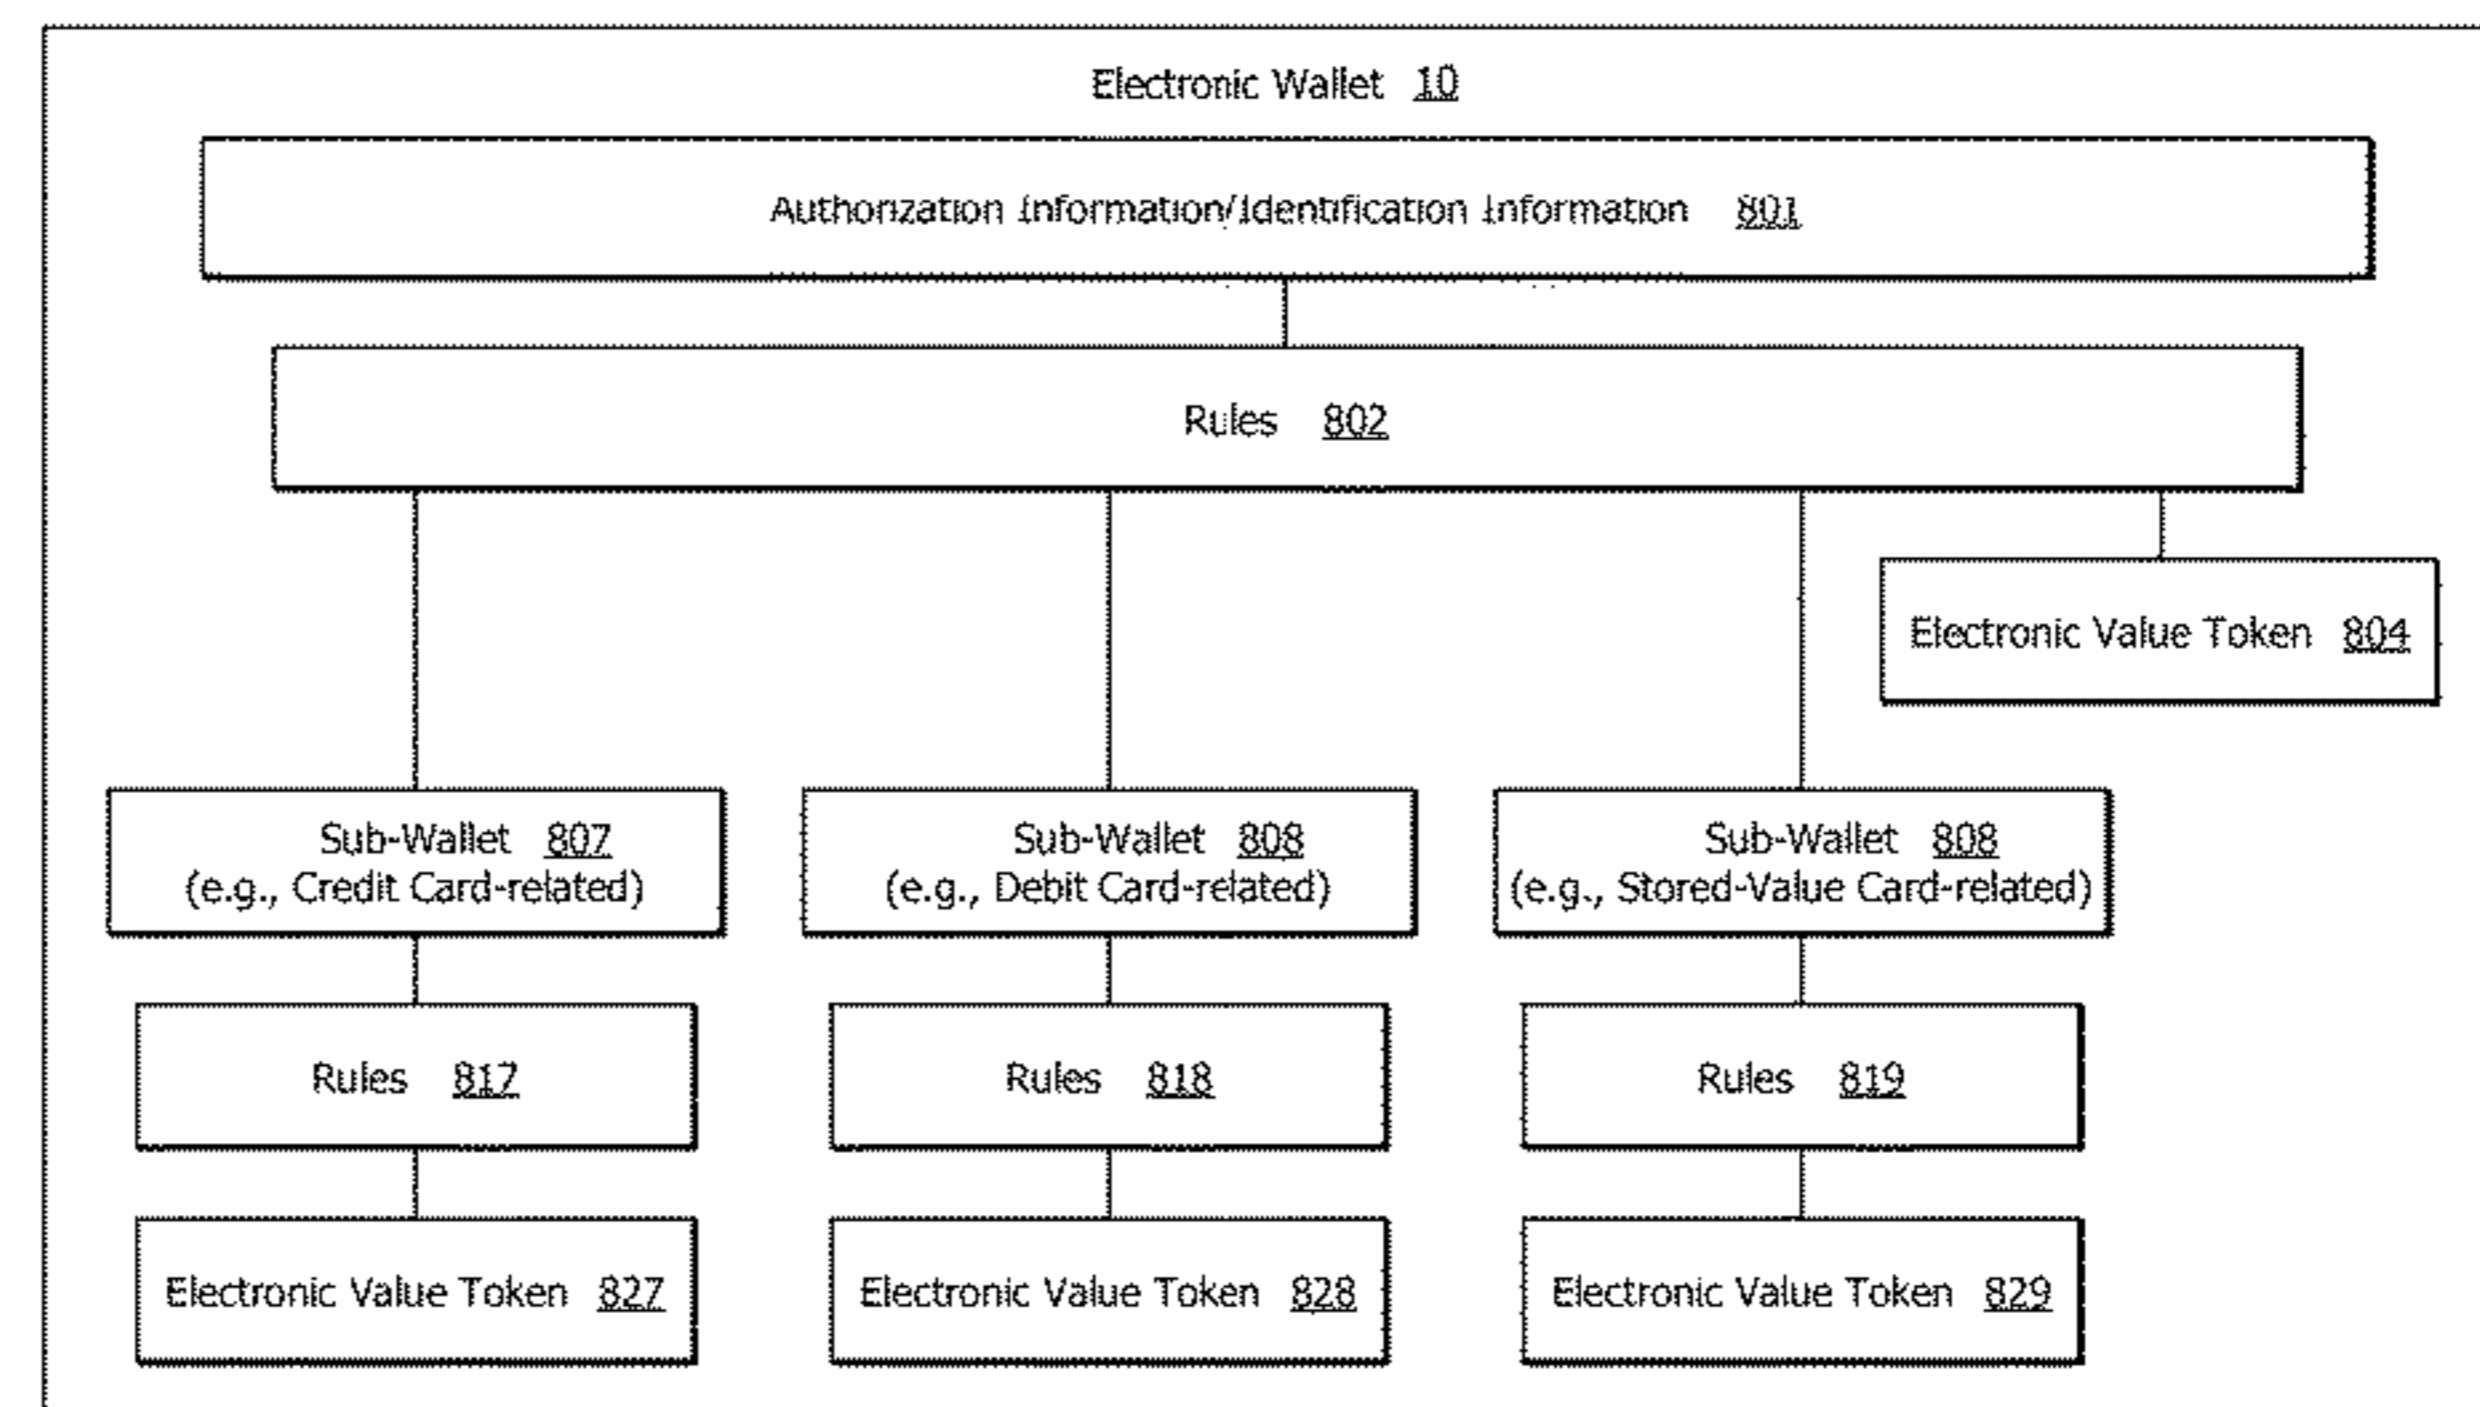 Electronic Wallet 10
Authorization Information/Identification Information 801
Rules 802
Electronic Value Token 804
Sub-Wallet 807
(e.g., Credit Card-related)
Sub-Wallet 808
(e.g., Debit Card-related)
Sub-Wallet 808
(e.g., Stored-Value Card-related)
Rules 817
Rules 818
Rules 819
Electronic Value Token 827
Electronic Value Token 828
Electronic Value Token 829